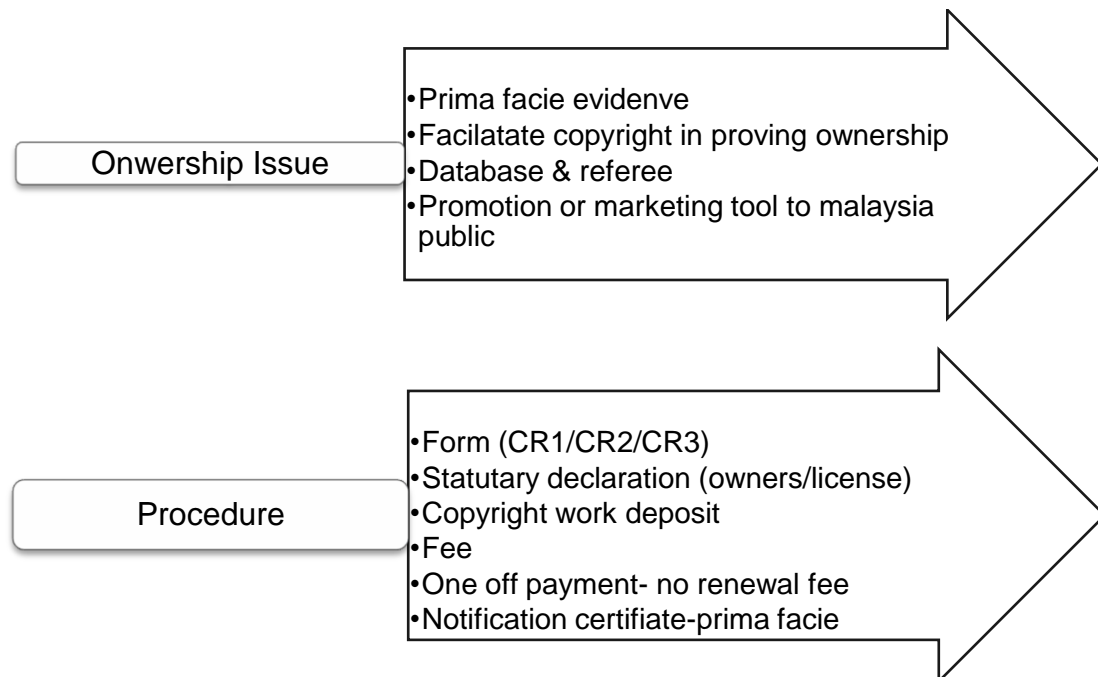 Onwership Issue
•Prima facie evidenve
•Facilatate copyright in proving ownership
•Database & referee
•Promotion or marketing tool to malaysia
public
Procedure
•Form (CR1/CR2/CR3)
•Statutary declaration (owners/license)
•Copyright work deposit
•Fee
•One off payment- no renewal fee
•Notification certifiate-prima facie